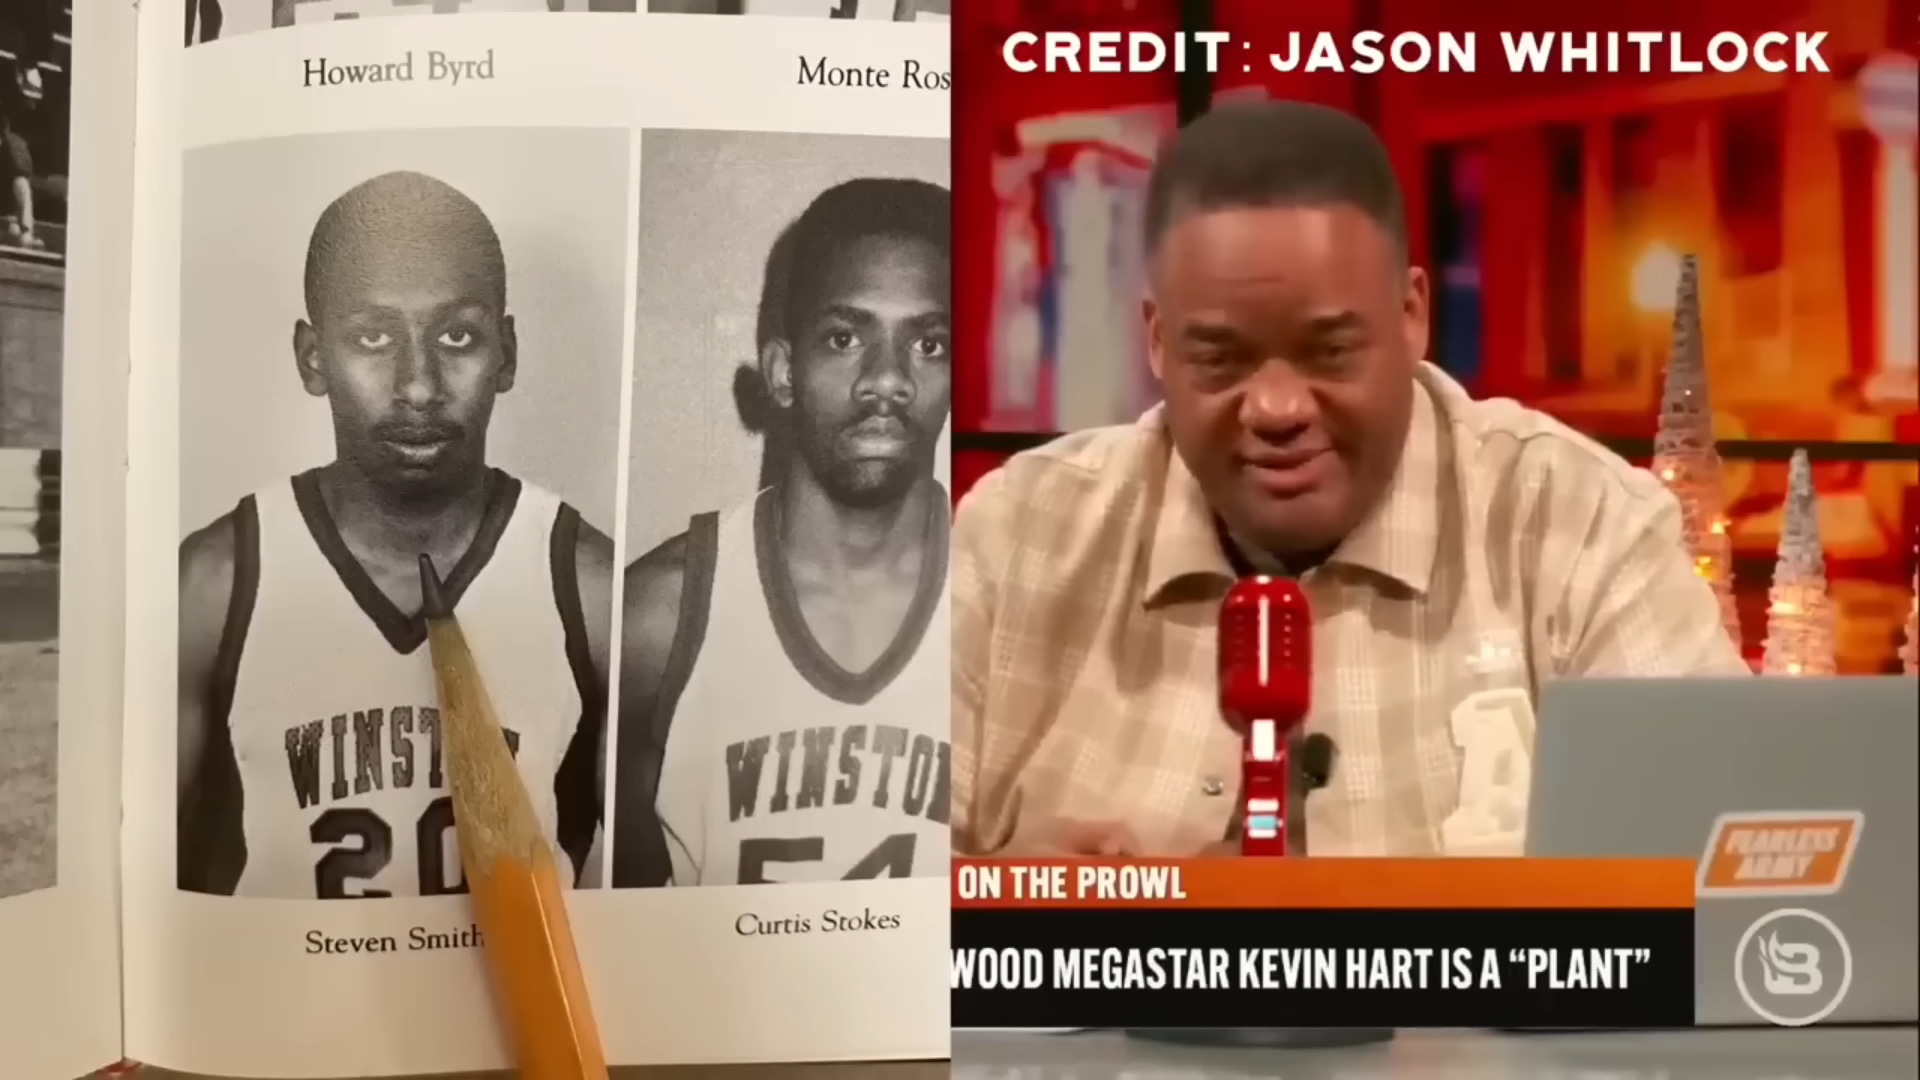 Howard Byrd
Monte Ros
WINST
20
WINSTON
54
Steven Smith
Curtis Stokes
CREDIT: JASON WHITLOCK
FEARLESS
ARMY
ON THE PROWL
WOOD MEGASTAR KEVIN HART IS A “PLANT”